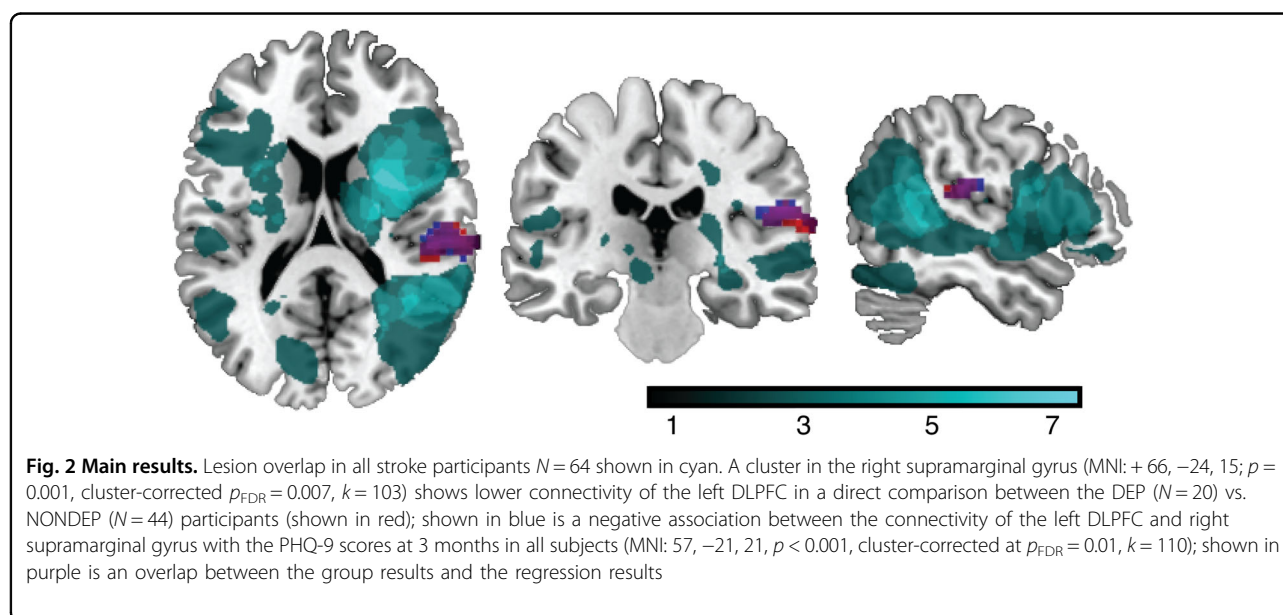 1 3 5 7
Fig. 2 Main results. Lesion overlap in all stroke participants N = 64 shown in cyan. A cluster in the right supramarginal gyrus (MNI: + 66, −24, 15; p =
0.001, cluster-corrected pFDR = 0.007, k = 103) shows lower connectivity of the left DLPFC in a direct comparison between the DEP (N = 20) vs.
NONDEP (N = 44) participants (shown in red); shown in blue is a negative association between the connectivity of the left DLPFC and right
supramarginal gyrus with the PHQ-9 scores at 3 months in all subjects (MNI: 57, −21, 21, p < 0.001, cluster-corrected at pFDR = 0.01, k = 110); shown in
purple is an overlap between the group results and the regression results